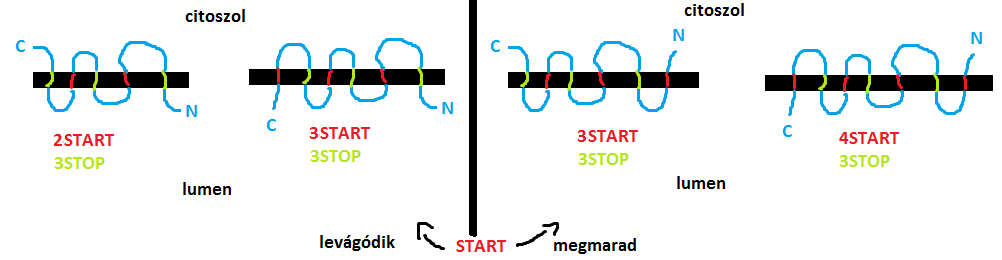 citoszol
C
N
2START
3STOP
C
N
3START
3STOP
lumen
levágódik
START
megmarad
citoszol
C
N
3START
3STOP
C
N
4START
3STOP
lumen